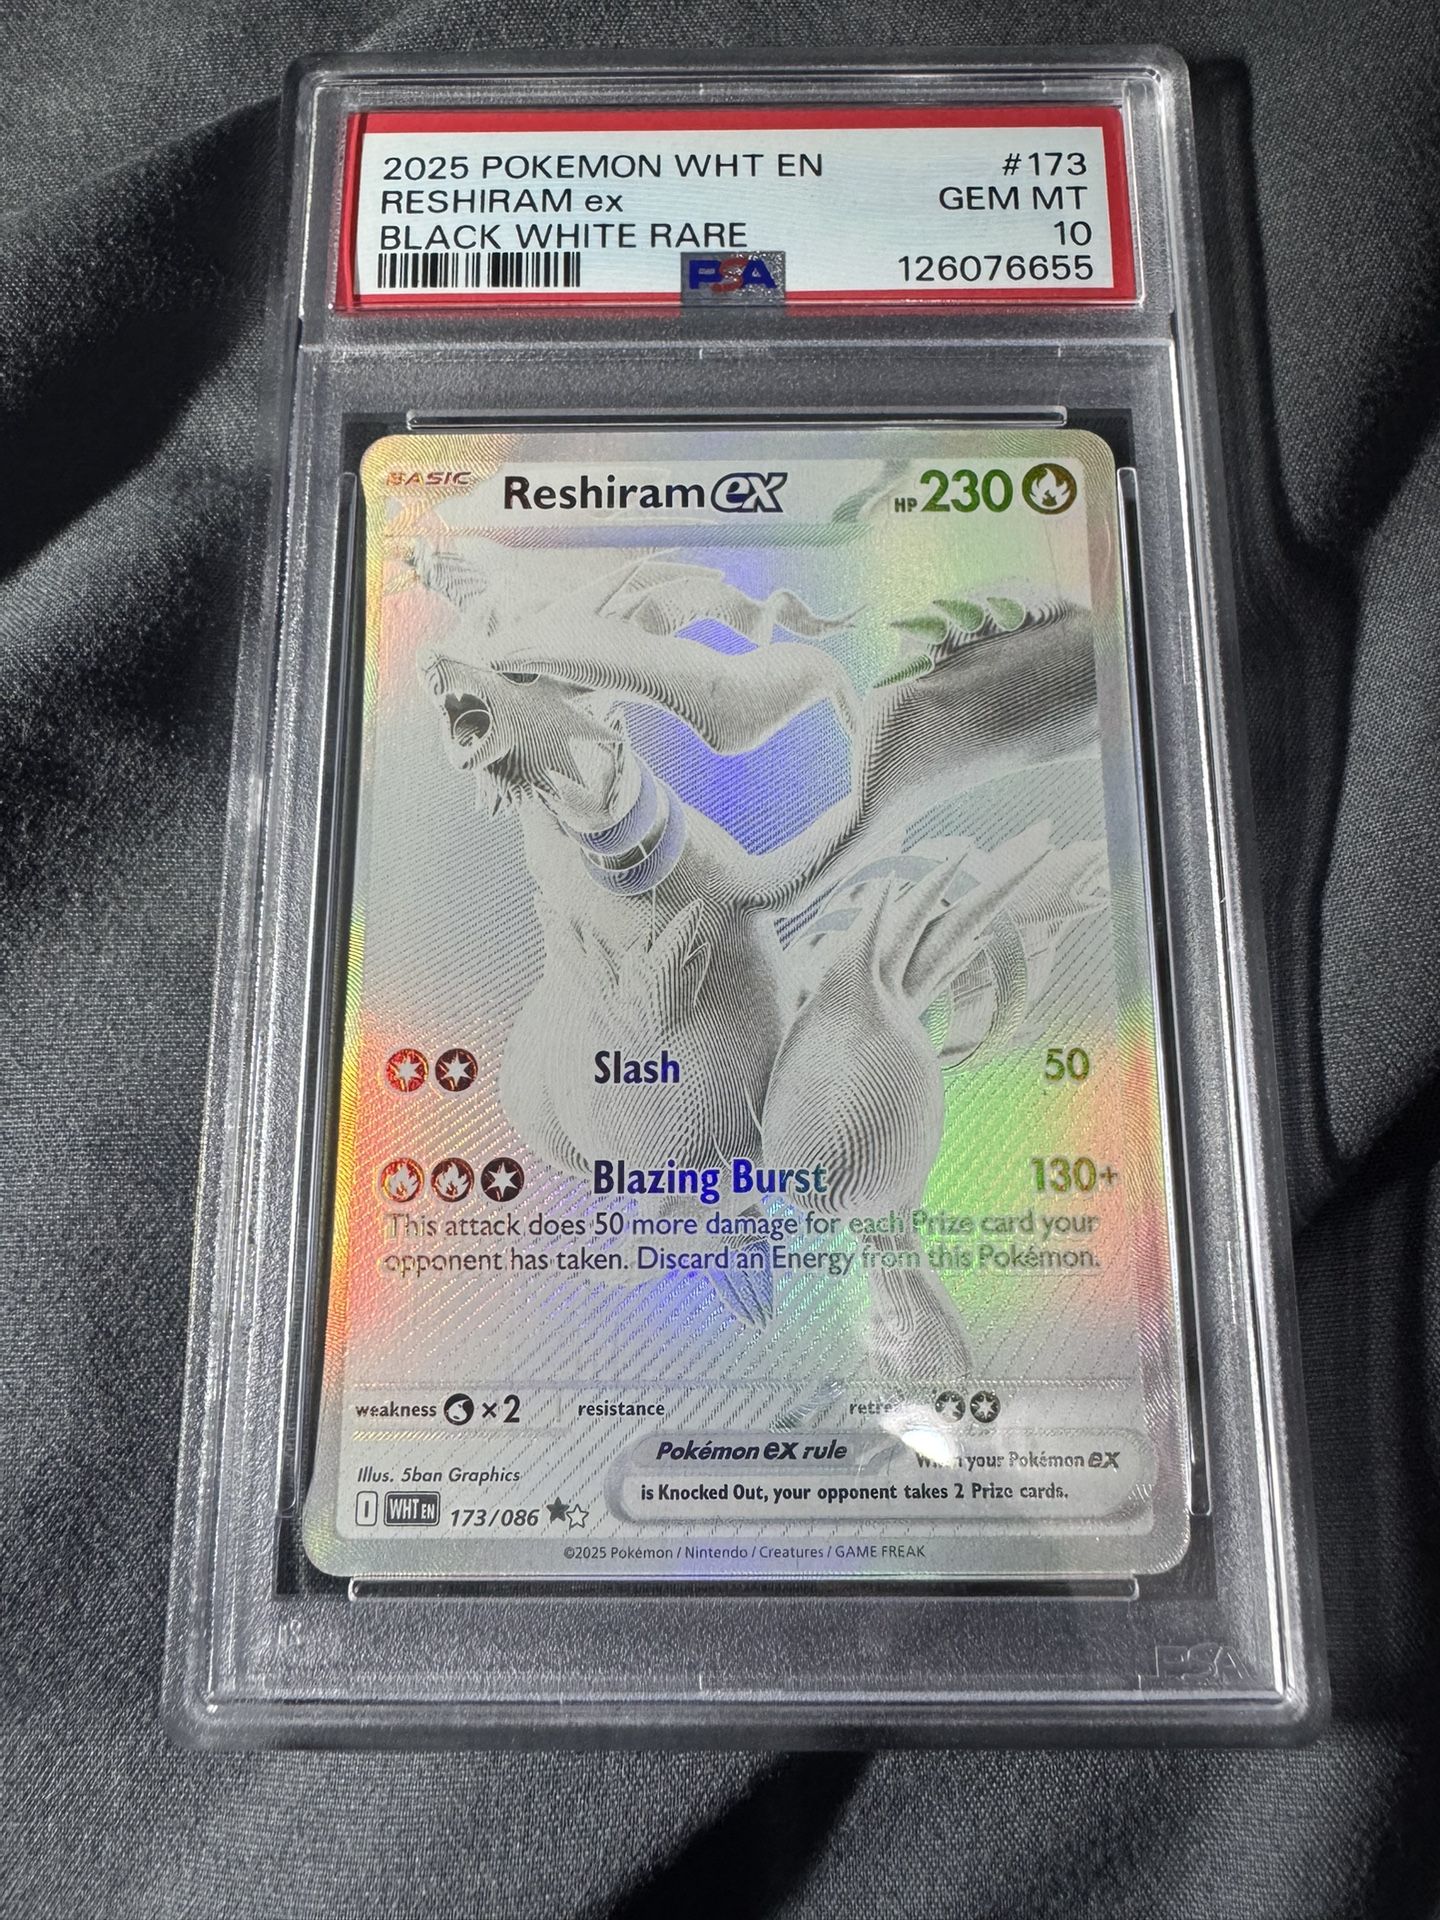 2025 POKEMON WHT EN #173
RESHIRAM ex GEM MT
BLACK WHITE RARE 10
PSA 126076655
BASIC Reshiram ex HP 230
Slash 50
Blazing Burst 130+
This attack does 50 more damage for each Prize card your
opponent has taken. Discard an Energy from this Pokémon.
weakness ×2 resistance
Pokémon ex rule your Pokémon ex
is Knocked Out, your opponent takes 2 Prize cards.
Illus. 5ban Graphics
I WHT EN 173/086
©2025 Pokémon / Nintendo / Creatures / GAME FREAK
PSA